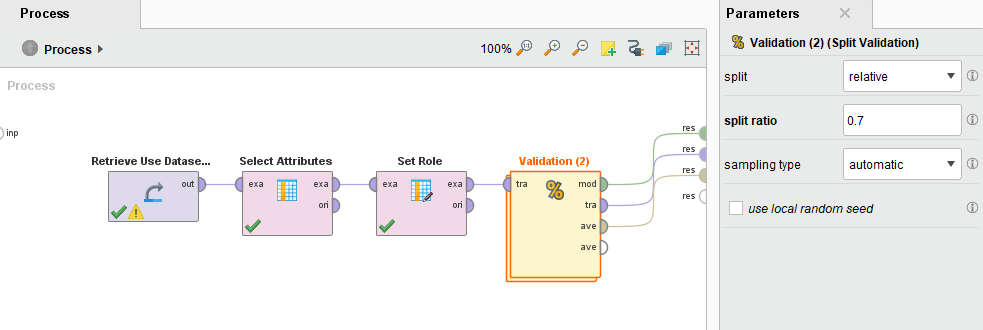 Process
Process
100%
Process
inp
Retrieve Use Datase...
out
Select Attributes
exa
exa
ori
Set Role
exa
exa
ori
Validation (2)
tra
%
mod
tra
ave
ave
res
res
res
res
Parameters
% Validation (2) (Split Validation)
split
relative
split ratio
0.7
sampling type
automatic
use local random seed